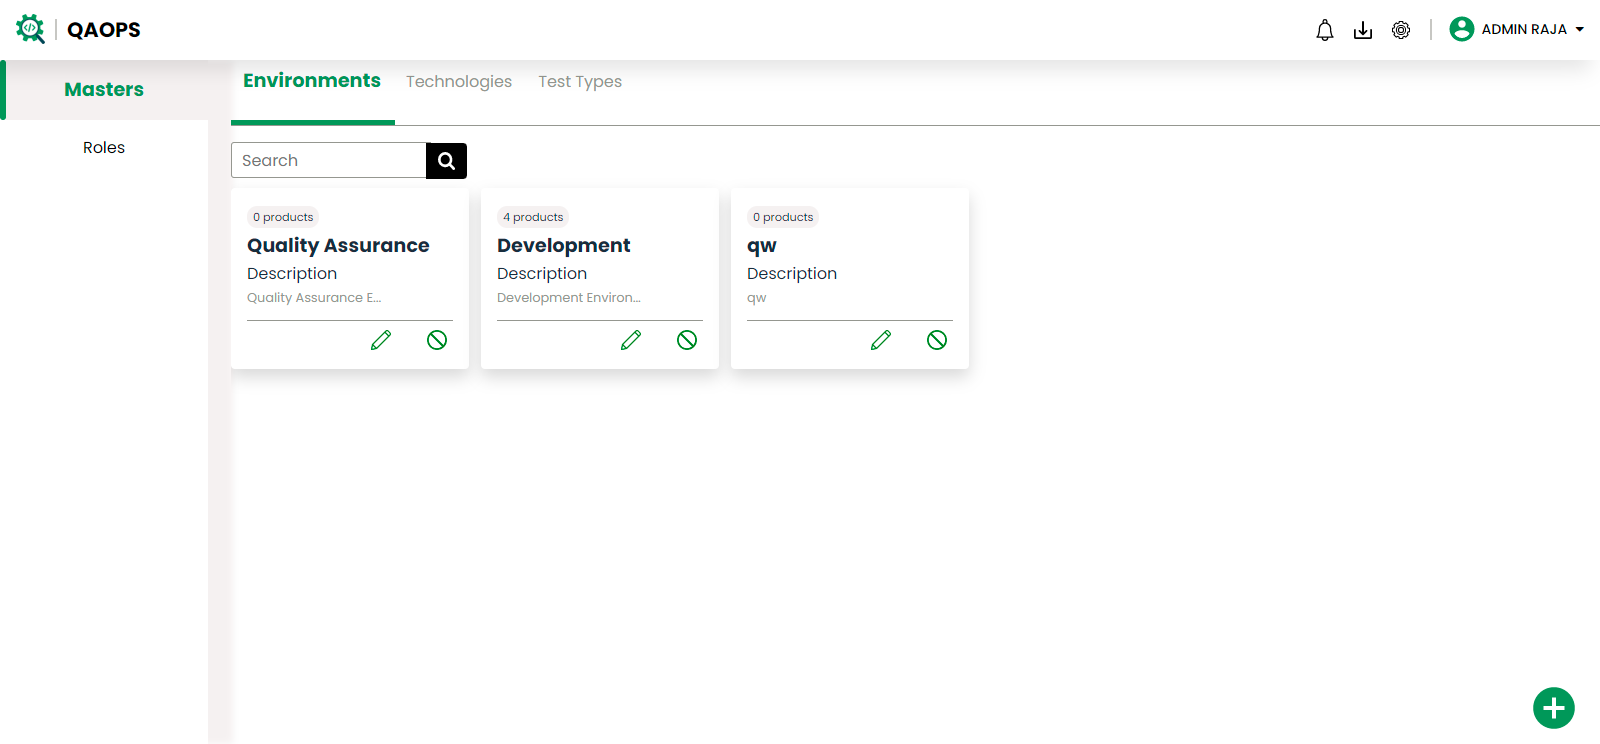 QAOPS
ADMIN RAJA
Masters
Roles
Environments
Technologies
Test Types
Search
0 products
Quality Assurance
Description
Quality Assurance E...
4 products
Development
Description
Development Environ...
0 products
qw
Description
qw